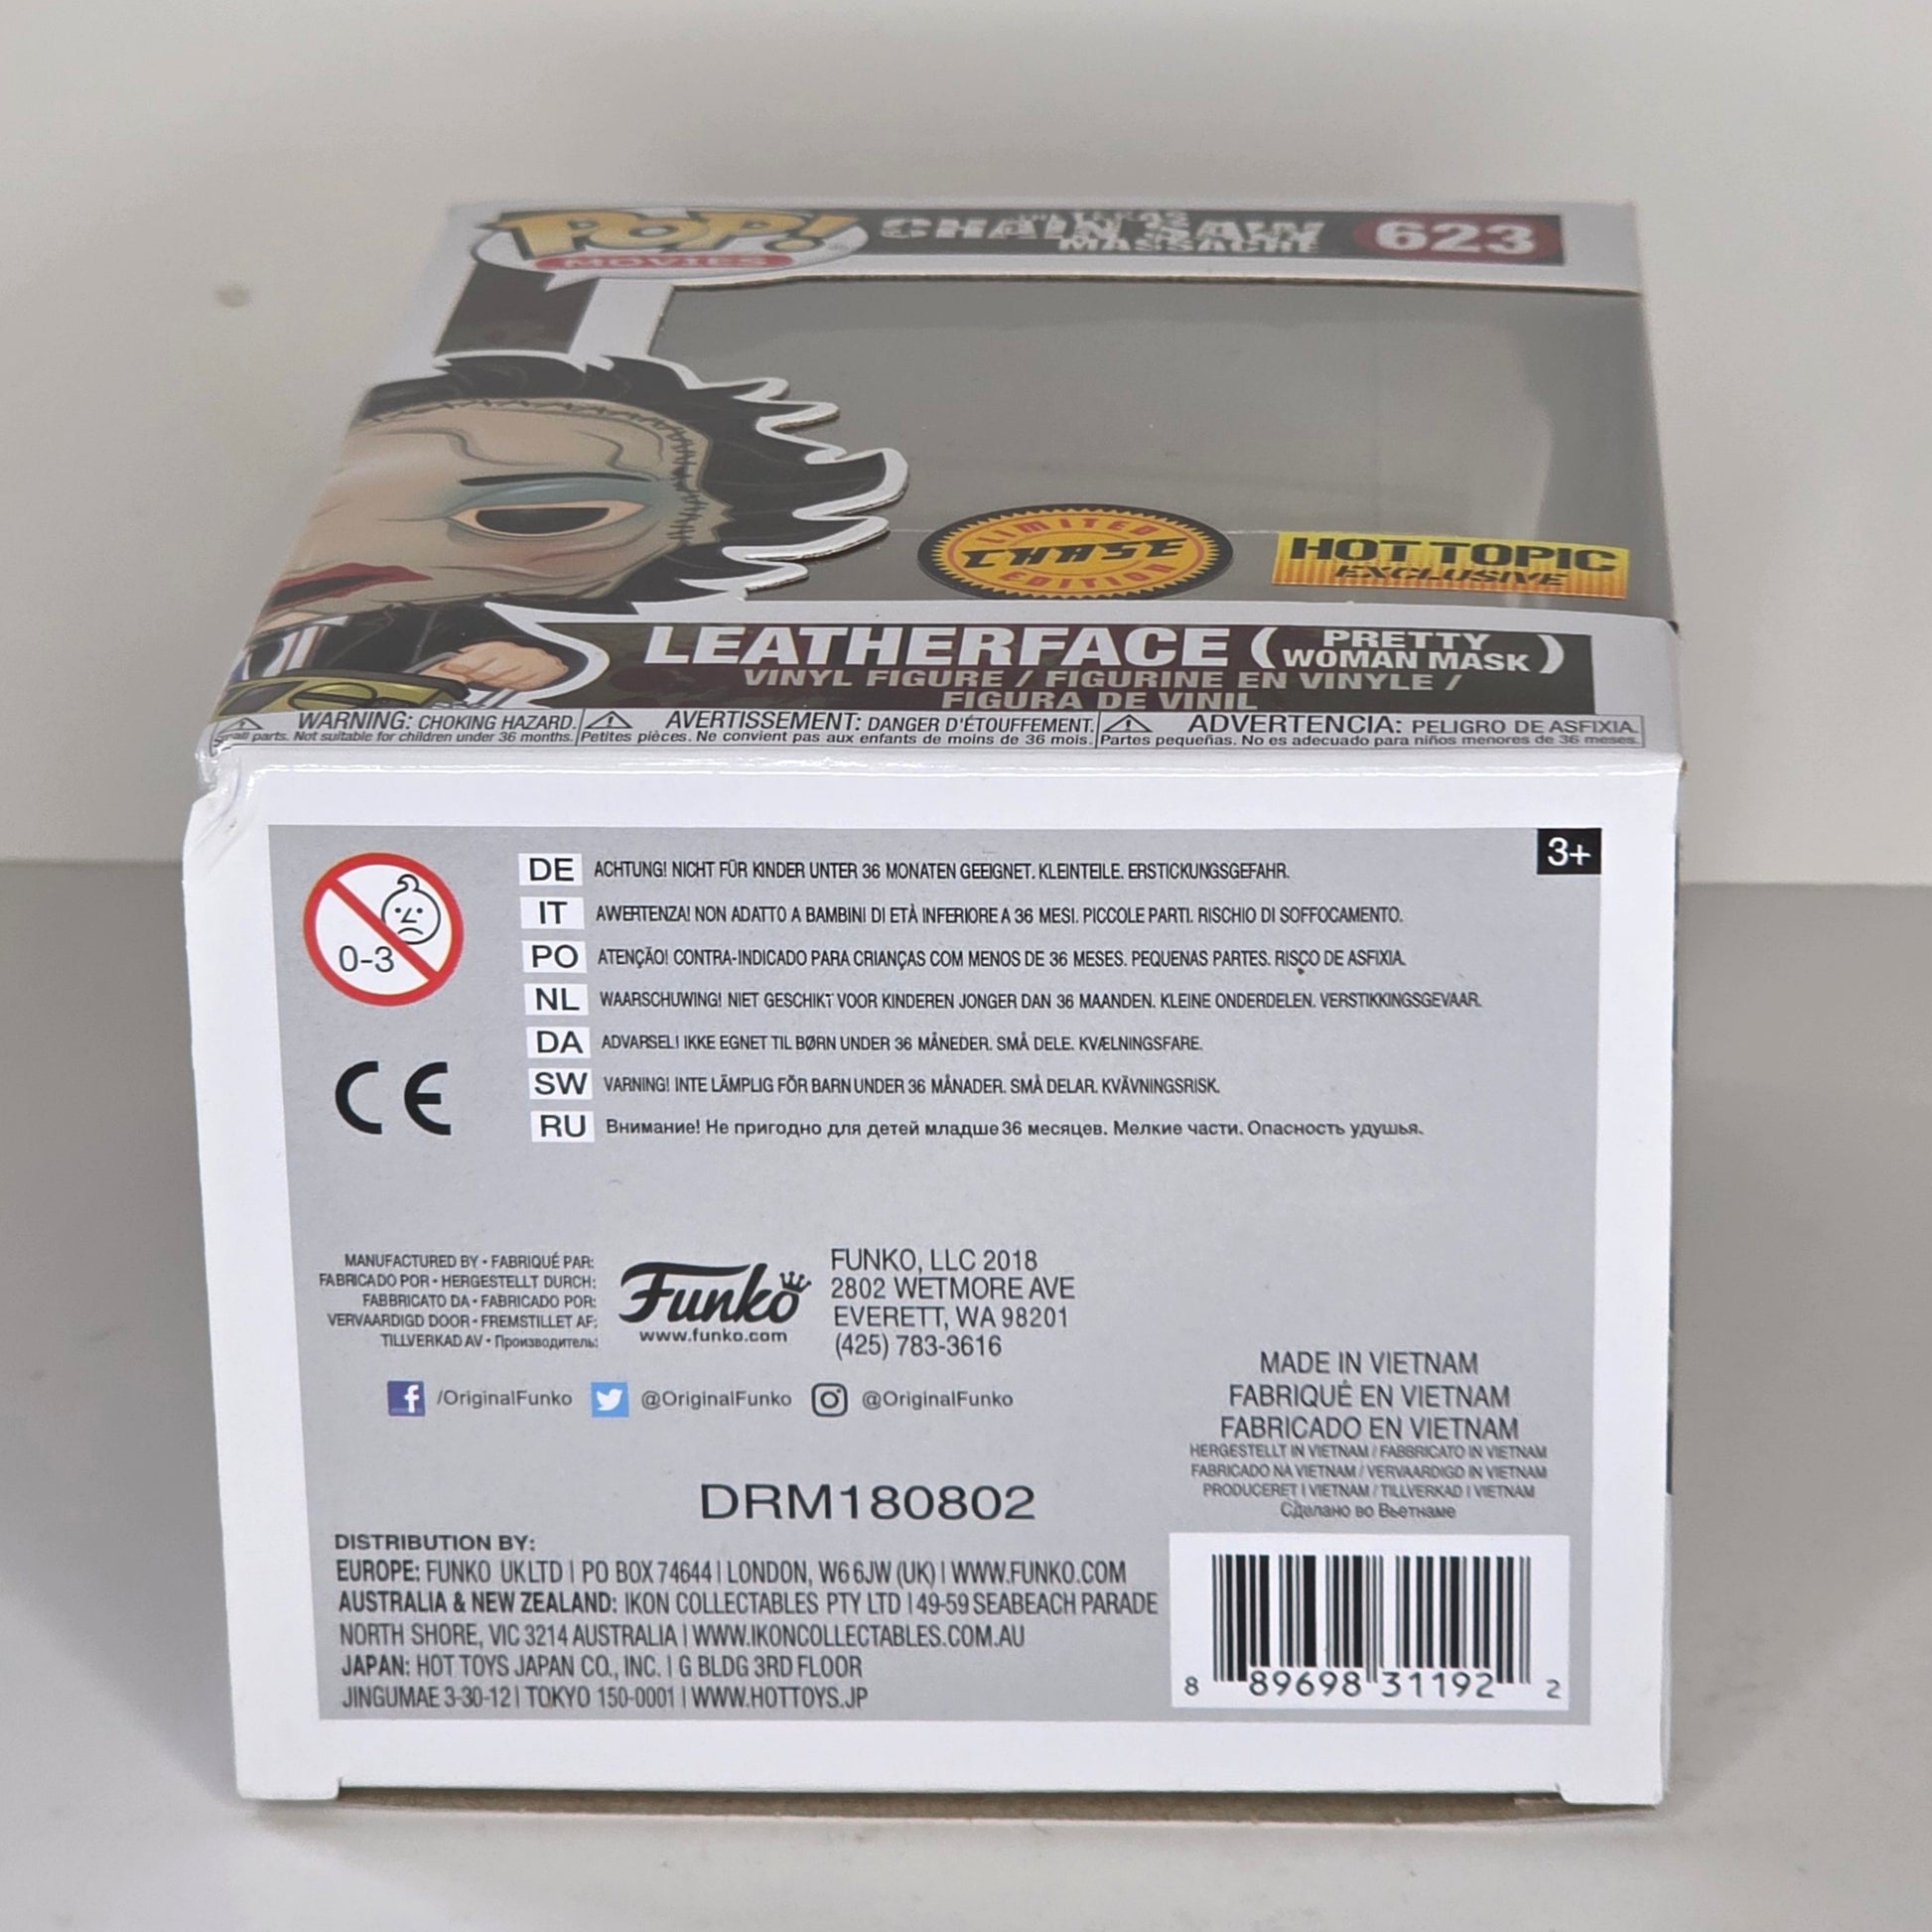 POP!
MOVIES
THE TEXAS
CHAIN SAW
MASSACRE
623
LIMITED
CHASE
EDITION
HOT TOPIC
EXCLUSIVE
LEATHERFACE (PRETTY WOMAN MASK)
VINYL FIGURE / FIGURINE EN VINYLE /
FIGURA DE VINIL
WARNING: CHOKING HAZARD.
Small parts. Not suitable for children under 36 months.
AVERTISSEMENT: DANGER D'ÉTOUFFEMENT.
Petites pièces. Ne convient pas aux enfants de moins de 36 mois.
ADVERTENCIA: PELIGRO DE ASFIXIA.
Partes pequeñas. No es adecuado para niños menores de 36 meses.
3+
0-3
DE ACHTUNG! NICHT FÜR KINDER UNTER 36 MONATEN GEEIGNET. KLEINTEILE. ERSTICKUNGSGEFAHR.
IT AWERTENZA! NON ADATTO A BAMBINI DI ETÀ INFERIORE A 36 MESI. PICCOLE PARTI. RISCHIO DI SOFFOCAMENTO.
PO ATENÇÃO! CONTRA-INDICADO PARA CRIANÇAS COM MENOS DE 36 MESES. PEQUENAS PARTES. RISCO DE ASFIXIA.
NL WAARSCHUWING! NIET GESCHIKT VOOR KINDEREN JONGER DAN 36 MAANDEN. KLEINE ONDERDELEN. VERSTIKKINGSGEVAAR.
DA ADVARSEL! IKKE EGNET TIL BØRN UNDER 36 MÅNEDER. SMÅ DELE. KVÆLNINGSFARE.
SW VARNING! INTE LÄMPLIG FÖR BARN UNDER 36 MÅNADER. SMÅ DELAR. KVÄVNINGSRISK.
RU Внимание! Не пригодно для детей младше 36 месяцев. Мелкие части. Опасность удушья.
CE
MANUFACTURED BY • FABRIQUÉ PAR:
FABRICADO POR • HERGESTELLT DURCH:
FABBRICATO DA • FABRICADO POR:
VERVAARDIGD DOOR • FREMSTILLET AF:
TILLVERKAD AV • Производитель:
Funko
www.funko.com
FUNKO, LLC 2018
2802 WETMORE AVE
EVERETT, WA 98201
(425) 783-3616
/OriginalFunko @OriginalFunko @OriginalFunko
MADE IN VIETNAM
FABRIQUÉ EN VIETNAM
FABRICADO EN VIETNAM
HERGESTELLT IN VIETNAM / FABBRICATO IN VIETNAM
FABRICADO NA VIETNAM / VERVAARDIGD IN VIETNAM
PRODUCERET I VIETNAM / TILLVERKAD I VIETNAM
Сделано во Вьетнаме
DRM180802
DISTRIBUTION BY:
EUROPE: FUNKO UK LTD | PO BOX 74644 | LONDON, W6 6JW (UK) | WWW.FUNKO.COM
AUSTRALIA & NEW ZEALAND: IKON COLLECTABLES PTY LTD | 49-59 SEABEACH PARADE
NORTH SHORE, VIC 3214 AUSTRALIA | WWW.IKONCOLLECTABLES.COM.AU
JAPAN: HOT TOYS JAPAN CO., INC. | G BLDG 3RD FLOOR
JINGUMAE 3-30-12 | TOKYO 150-0001 | WWW.HOTTOYS.JP
8 89698 31192 2